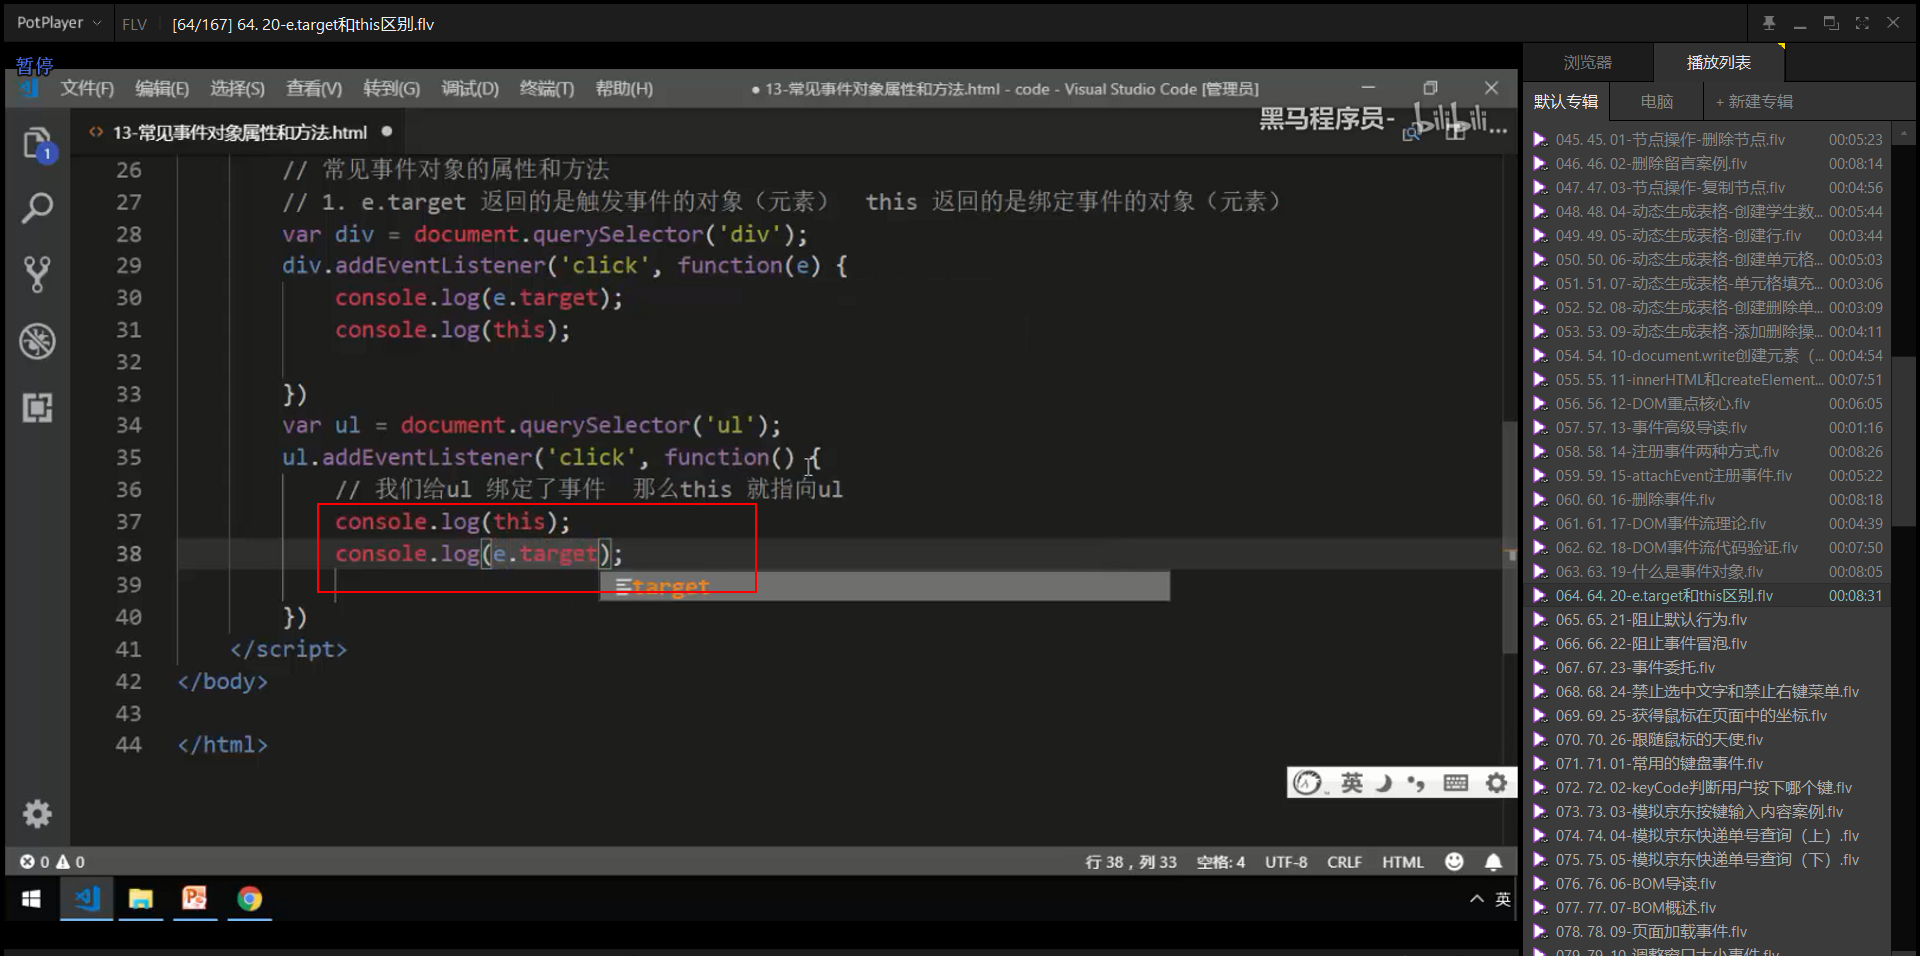 PotPlayer
FLV
[64/167] 64. 20-e.target和this区别.flv
暂停
文件(F) 编辑(E) 选择(S) 查看(V) 转到(G) 调试(D) 终端(T) 帮助(H)
● 13-常见事件对象属性和方法.html - code - Visual Studio Code [管理员]
13-常见事件对象属性和方法.html ●
黑马程序员-
bilibili
1
26 // 常见事件对象的属性和方法
27 // 1. e.target 返回的是触发事件的对象（元素） this 返回的是绑定事件的对象（元素）
28 var div = document.querySelector('div');
29 div.addEventListener('click', function(e) {
30 console.log(e.target);
31 console.log(this);
32
33 })
34 var ul = document.querySelector('ul');
35 ul.addEventListener('click', function() {
36 // 我们给ul 绑定了事件 那么this 就指向ul
37 console.log(this);
38 console.log(e.target);
39
target
40 })
41 </script>
42 </body>
43
44 </html>
英
0 0
行 38，列 33 空格: 4 UTF-8 CRLF HTML
英
浏览器 播放列表
默认专辑 电脑 + 新建专辑
045. 45. 01-节点操作-删除节点.flv 00:05:23
046. 46. 02-删除留言案例.flv 00:08:14
047. 47. 03-节点操作-复制节点.flv 00:04:56
048. 48. 04-动态生成表格-创建学生数... 00:05:44
049. 49. 05-动态生成表格-创建行.flv 00:03:44
050. 50. 06-动态生成表格-创建单元格... 00:05:03
051. 51. 07-动态生成表格-单元格填充... 00:03:06
052. 52. 08-动态生成表格-创建删除单... 00:03:09
053. 53. 09-动态生成表格-添加删除操... 00:04:11
054. 54. 10-document.write创建元素（... 00:04:54
055. 55. 11-innerHTML和createElement... 00:07:51
056. 56. 12-DOM重点核心.flv 00:06:05
057. 57. 13-事件高级导读.flv 00:01:16
058. 58. 14-注册事件两种方式.flv 00:08:26
059. 59. 15-attachEvent注册事件.flv 00:05:22
060. 60. 16-删除事件.flv 00:08:18
061. 61. 17-DOM事件流理论.flv 00:04:39
062. 62. 18-DOM事件流代码验证.flv 00:07:50
063. 63. 19-什么是事件对象.flv 00:08:05
064. 64. 20-e.target和this区别.flv 00:08:31
065. 65. 21-阻止默认行为.flv
066. 66. 22-阻止事件冒泡.flv
067. 67. 23-事件委托.flv
068. 68. 24-禁止选中文字和禁止右键菜单.flv
069. 69. 25-获得鼠标在页面中的坐标.flv
070. 70. 26-跟随鼠标的天使.flv
071. 71. 01-常用的键盘事件.flv
072. 72. 02-keyCode判断用户按下哪个键.flv
073. 73. 03-模拟京东按键输入内容案例.flv
074. 74. 04-模拟京东快递单号查询（上）.flv
075. 75. 05-模拟京东快递单号查询（下）.flv
076. 76. 06-BOM导读.flv
077. 77. 07-BOM概述.flv
078. 78. 09-页面加载事件.flv
079. 79. 10-调整窗口大小事件.flv